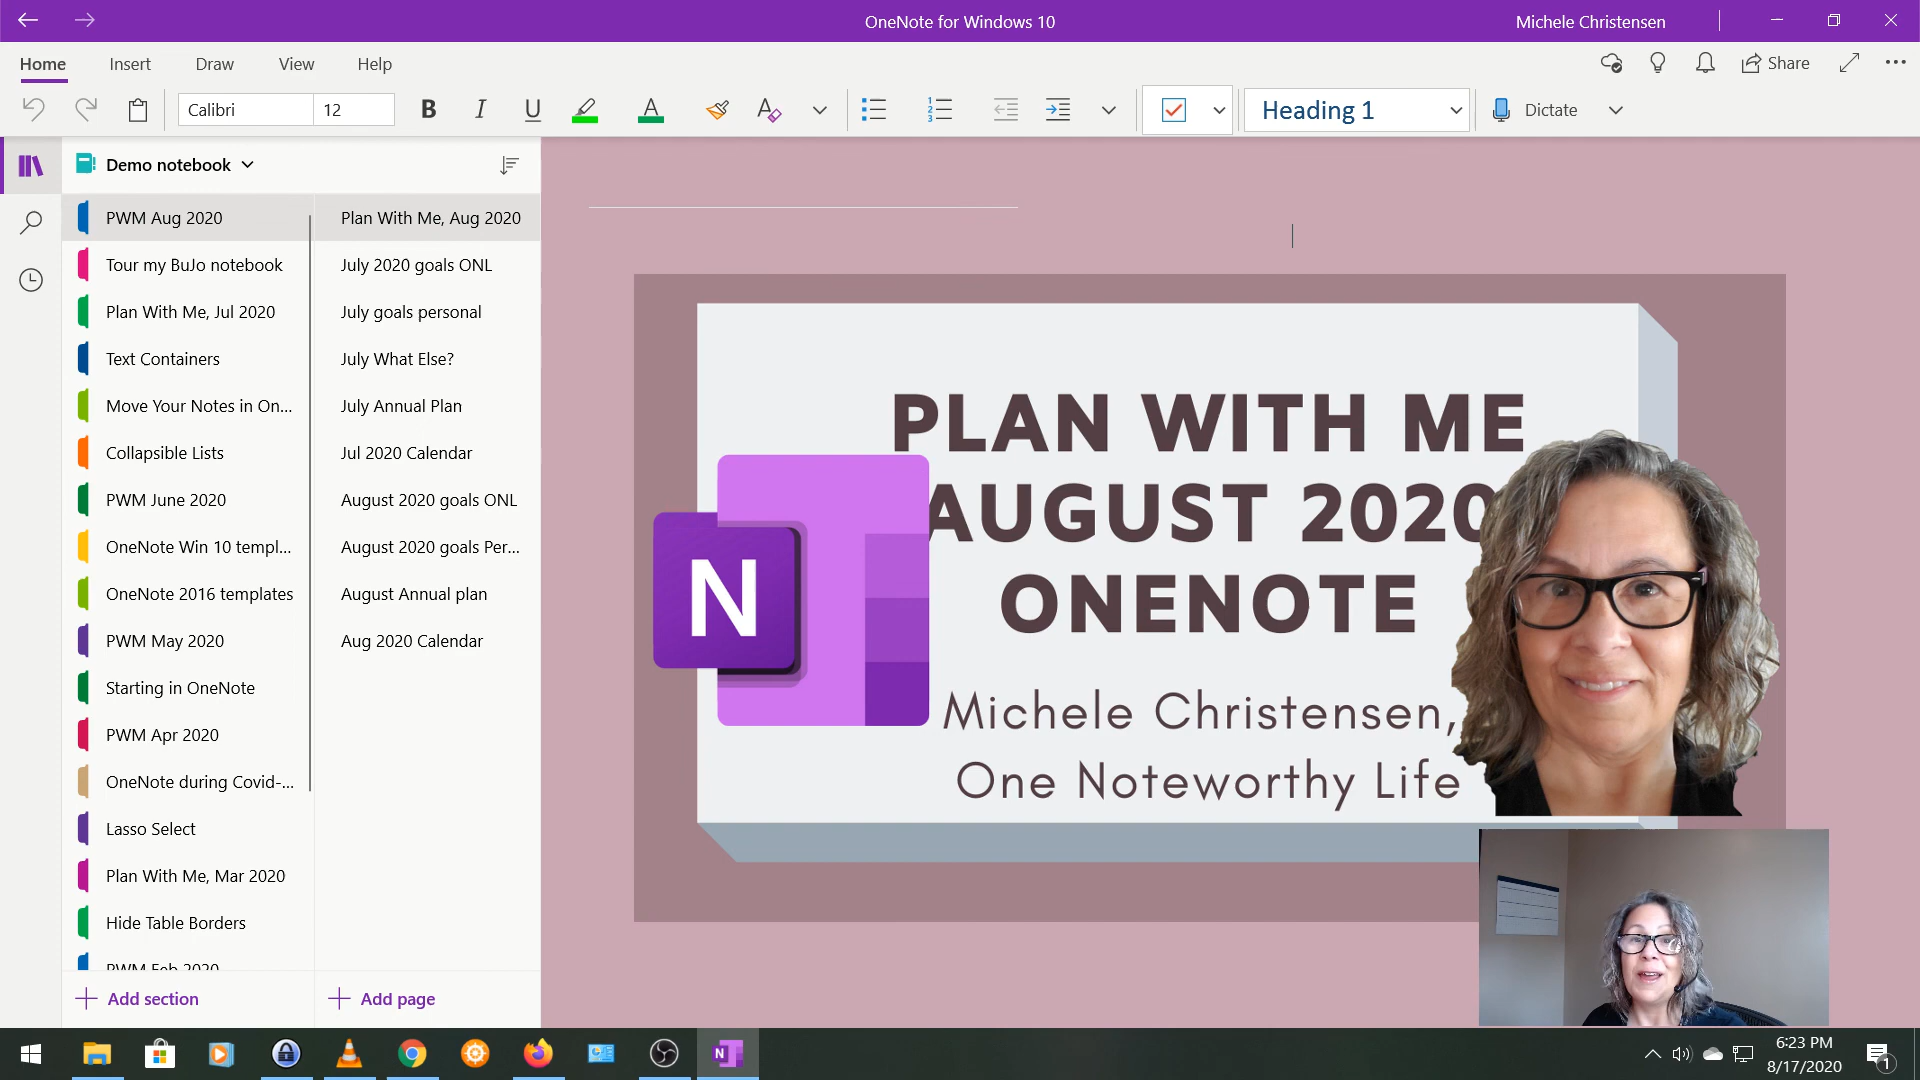 OneNote for Windows 10
Michele Christensen
Home
Insert
Draw
View
Help
Share
Calibri
12
B
I
U
A
A
Heading 1
Dictate
Demo notebook
PWM Aug 2020
Tour my BuJo notebook
Plan With Me, Jul 2020
Text Containers
Move Your Notes in On...
Collapsible Lists
PWM June 2020
OneNote Win 10 templ...
OneNote 2016 templates
PWM May 2020
Starting in OneNote
PWM Apr 2020
OneNote during Covid-...
Lasso Select
Plan With Me, Mar 2020
Hide Table Borders
PWM Feb 2020
Add section
Plan With Me, Aug 2020
July 2020 goals ONL
July goals personal
July What Else?
July Annual Plan
Jul 2020 Calendar
August 2020 goals ONL
August 2020 goals Per...
August Annual plan
Aug 2020 Calendar
Add page
PLAN WITH ME
AUGUST 2020
ONENOTE
N
Michele Christensen,
One Noteworthy Life
N
6:23 PM
8/17/2020
1